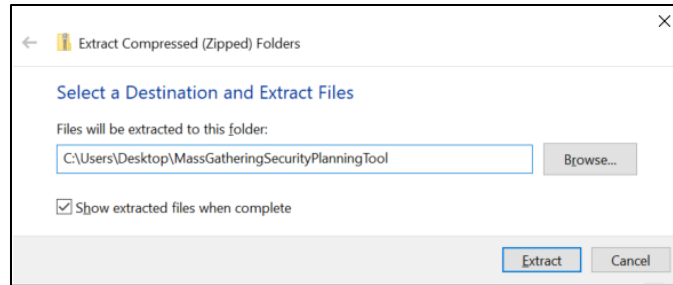 Extract Compressed (Zipped) Folders
Select a Destination and Extract Files
Files will be extracted to this folder:
C:\Users\Desktop\MassGatheringSecurityPlanningTool
Browse...
Show extracted files when complete
Extract
Cancel